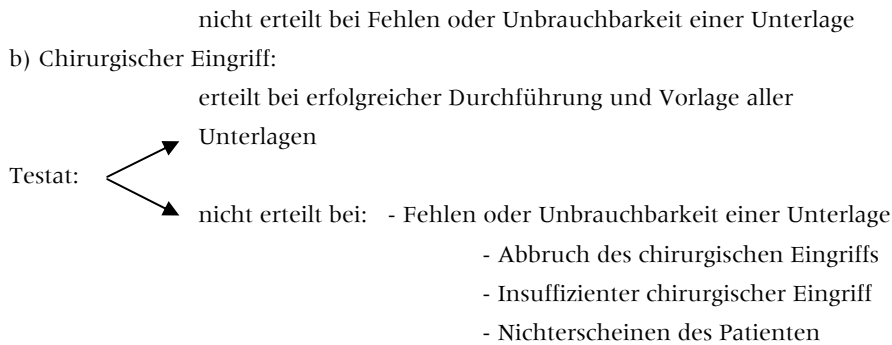 nicht erteilt bei Fehlen oder Unbrauchbarkeit einer Unterlage
b) Chirurgischer Eingriff:
erteilt bei erfolgreicher Durchführung und Vorlage aller
Unterlagen
Testat:
nicht erteilt bei: - Fehlen oder Unbrauchbarkeit einer Unterlage
- Abbruch des chirurgischen Eingriffs
- Insuffizienter chirurgischer Eingriff
- Nichterscheinen des Patienten